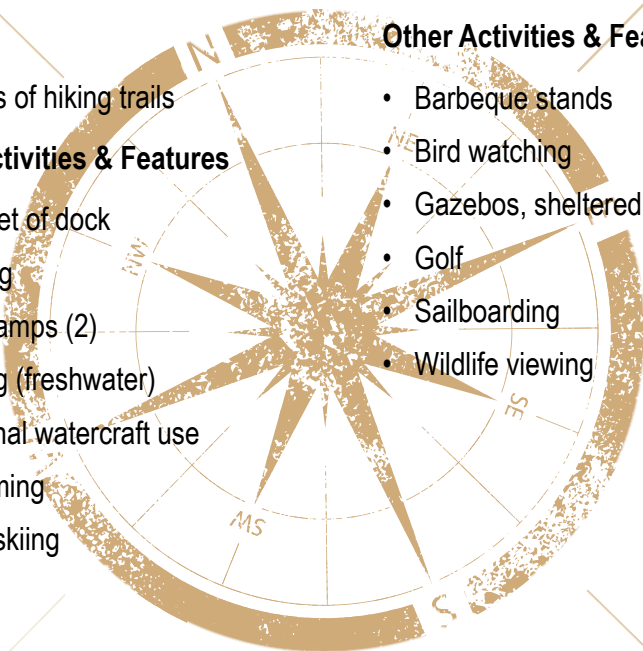 s of hiking trails
ctivities & Features
et of dock
g
amps (2)
g (freshwater)
nal watercraft use
ming
skiing
Other Activities & Fea
• Barbeque stands
• Bird watching
• Gazebos, sheltered
• Golf
• Sailboarding
• Wildlife viewing
N
NE
SE
S
SW
NW